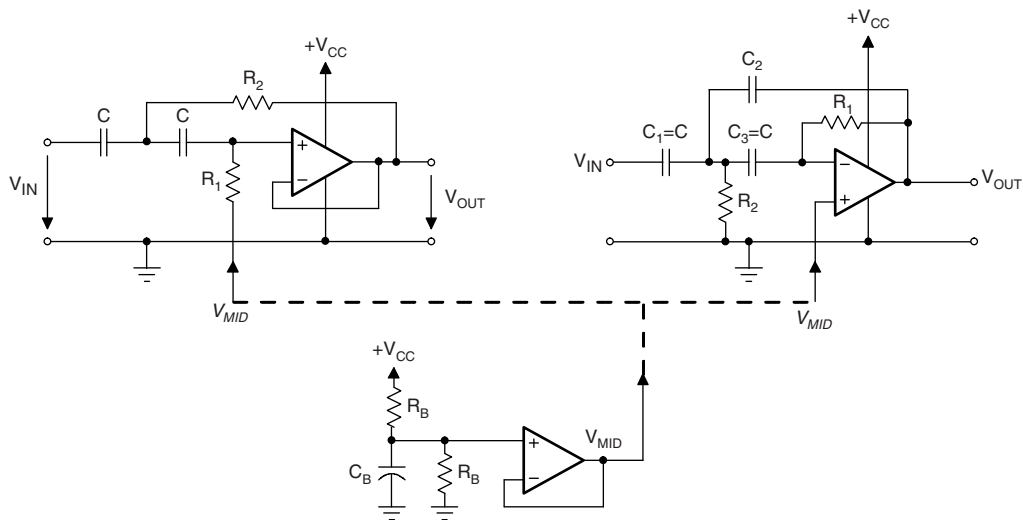 +VCC
R2
C
C
+
−
R1
VIN
VOUT
VMID
+VCC
C2
R1
C1=C
C3=C
VIN
−
+
R2
VOUT
VMID
+VCC
RB
VMID
+
−
CB
RB